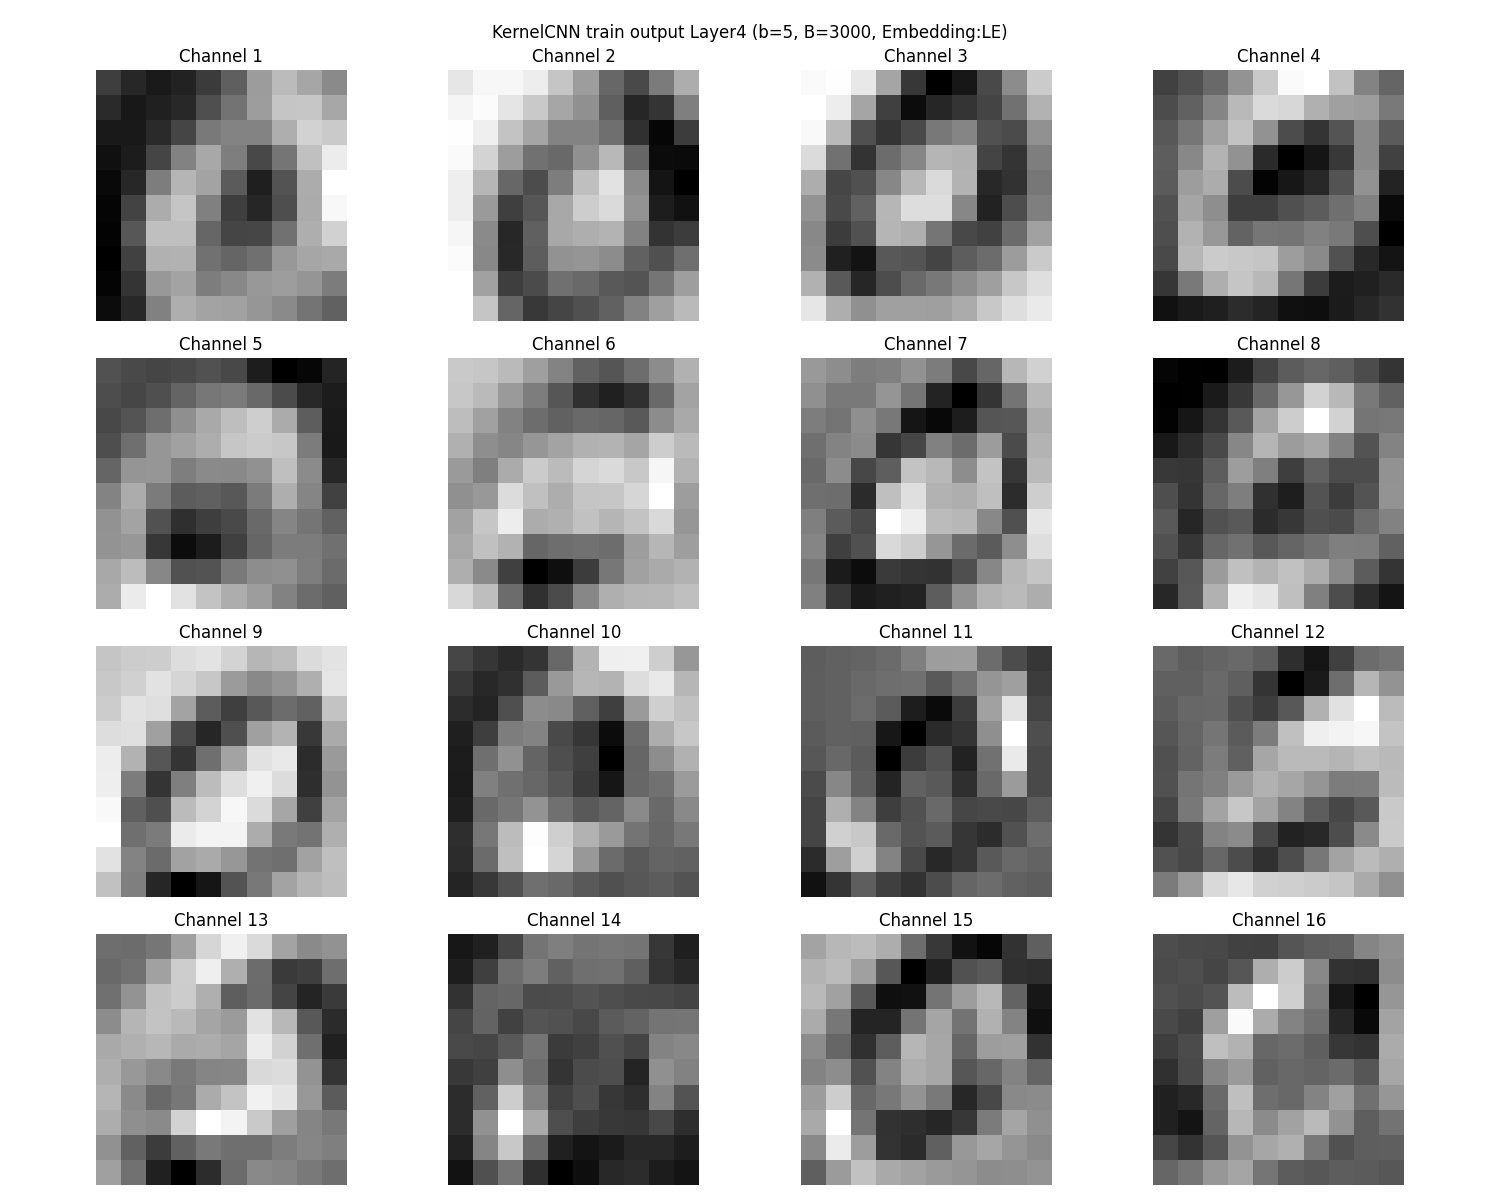 KernelCNN train output Layer4 (b=5, B=3000, Embedding:LE)
Channel 1 Channel 2 Channel 3 Channel 4
Channel 5 Channel 6 Channel 7 Channel 8
Channel 9 Channel 10 Channel 11 Channel 12
Channel 13 Channel 14 Channel 15 Channel 16